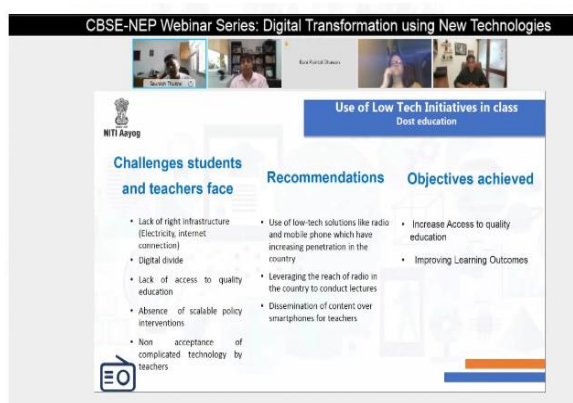 CBSE-NEP Webinar Series: Digital Transformation using New Technologies
NITI Aayog
Use of Low Tech Initiatives in class
Dost education
Challenges students
and teachers face
• Lack of right infrastructure
(Electricity, internet
connection)
• Digital divide
• Lack of access to quality
education
• Absence of scalable policy
interventions
• Non acceptance of
complicated technology by
teachers
Recommendations
• Use of low-tech solutions like radio
and mobile phone which have
increasing penetration in the
country
• Leveraging the reach of radio in
the country to conduct lectures
• Dissemination of content over
smartphones for teachers
Objectives achieved
• Increase Access to quality
education
• Improving Learning Outcomes